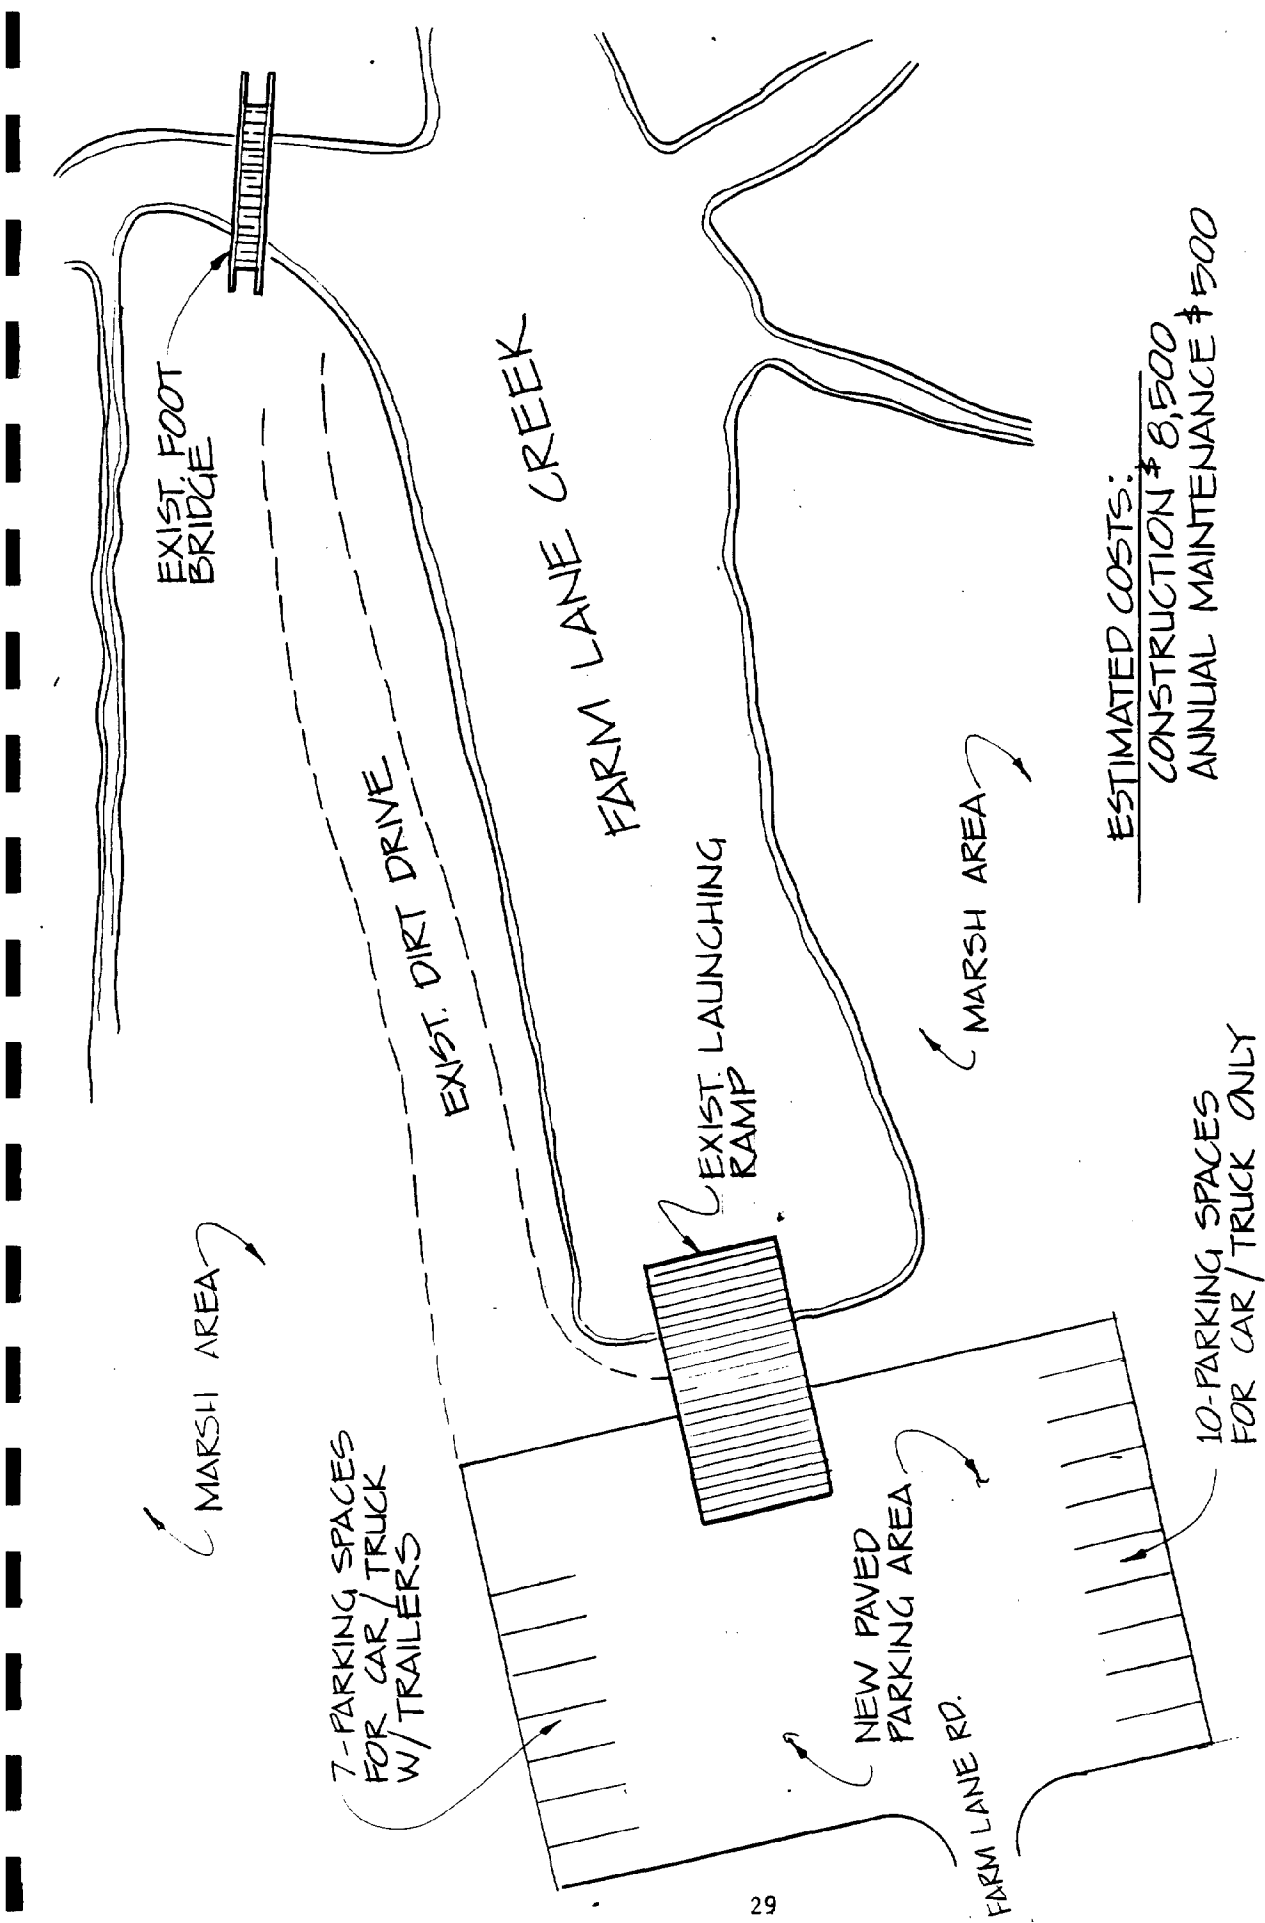 EXIST. FOOT
BRIDGE
FARM LANE CREEK
EXIST. DIRT DRIVE
EXIST. LAUNCHING
RAMP
MARSH AREA
MARSH AREA
ESTIMATED COSTS:
CONSTRUCTION $ 8,500
ANNUAL MAINTENANCE $ 500
7-PARKING SPACES
FOR CAR/TRUCK
W/TRAILERS
NEW PAVED
PARKING AREA
FARM LANE RD.
10-PARKING SPACES
FOR CAR/TRUCK ONLY
29